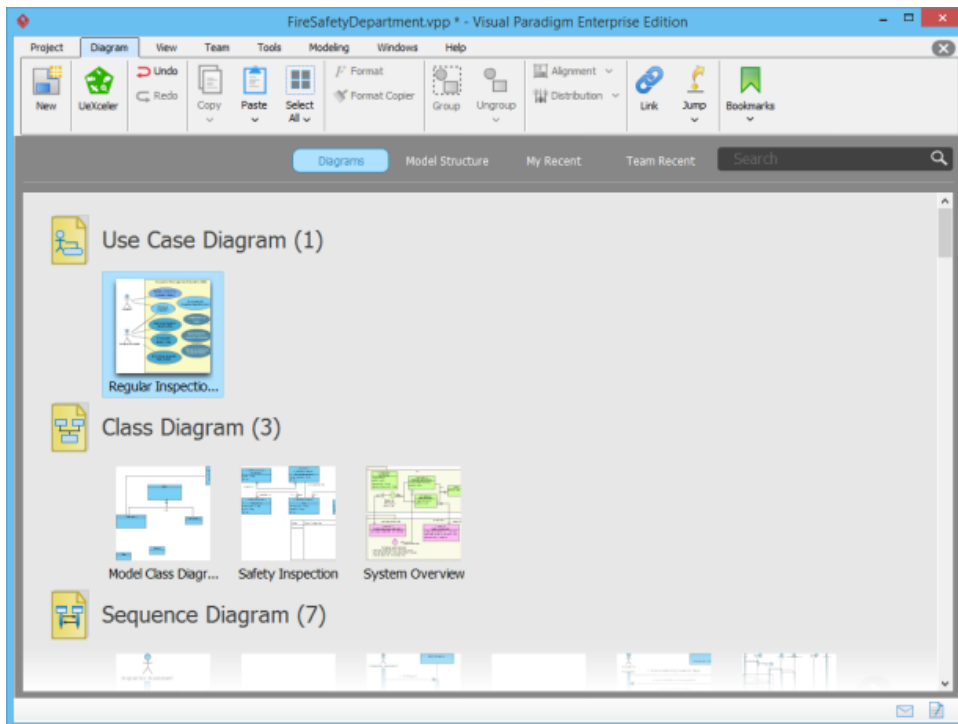 FireSafetyDepartment.vpp * - Visual Paradigm Enterprise Edition
Project Diagram View Team Tools Modeling Windows Help
New
UeXceler
Undo
Redo
Copy
Paste
Select
All
Format
Format Copier
Group
Ungroup
Alignment
Distribution
Link
Jump
Bookmarks
Diagrams Model Structure My Recent Team Recent Search
Use Case Diagram (1)
Regular Inspectio...
Class Diagram (3)
Model Class Diagr... Safety Inspection System Overview
Sequence Diagram (7)